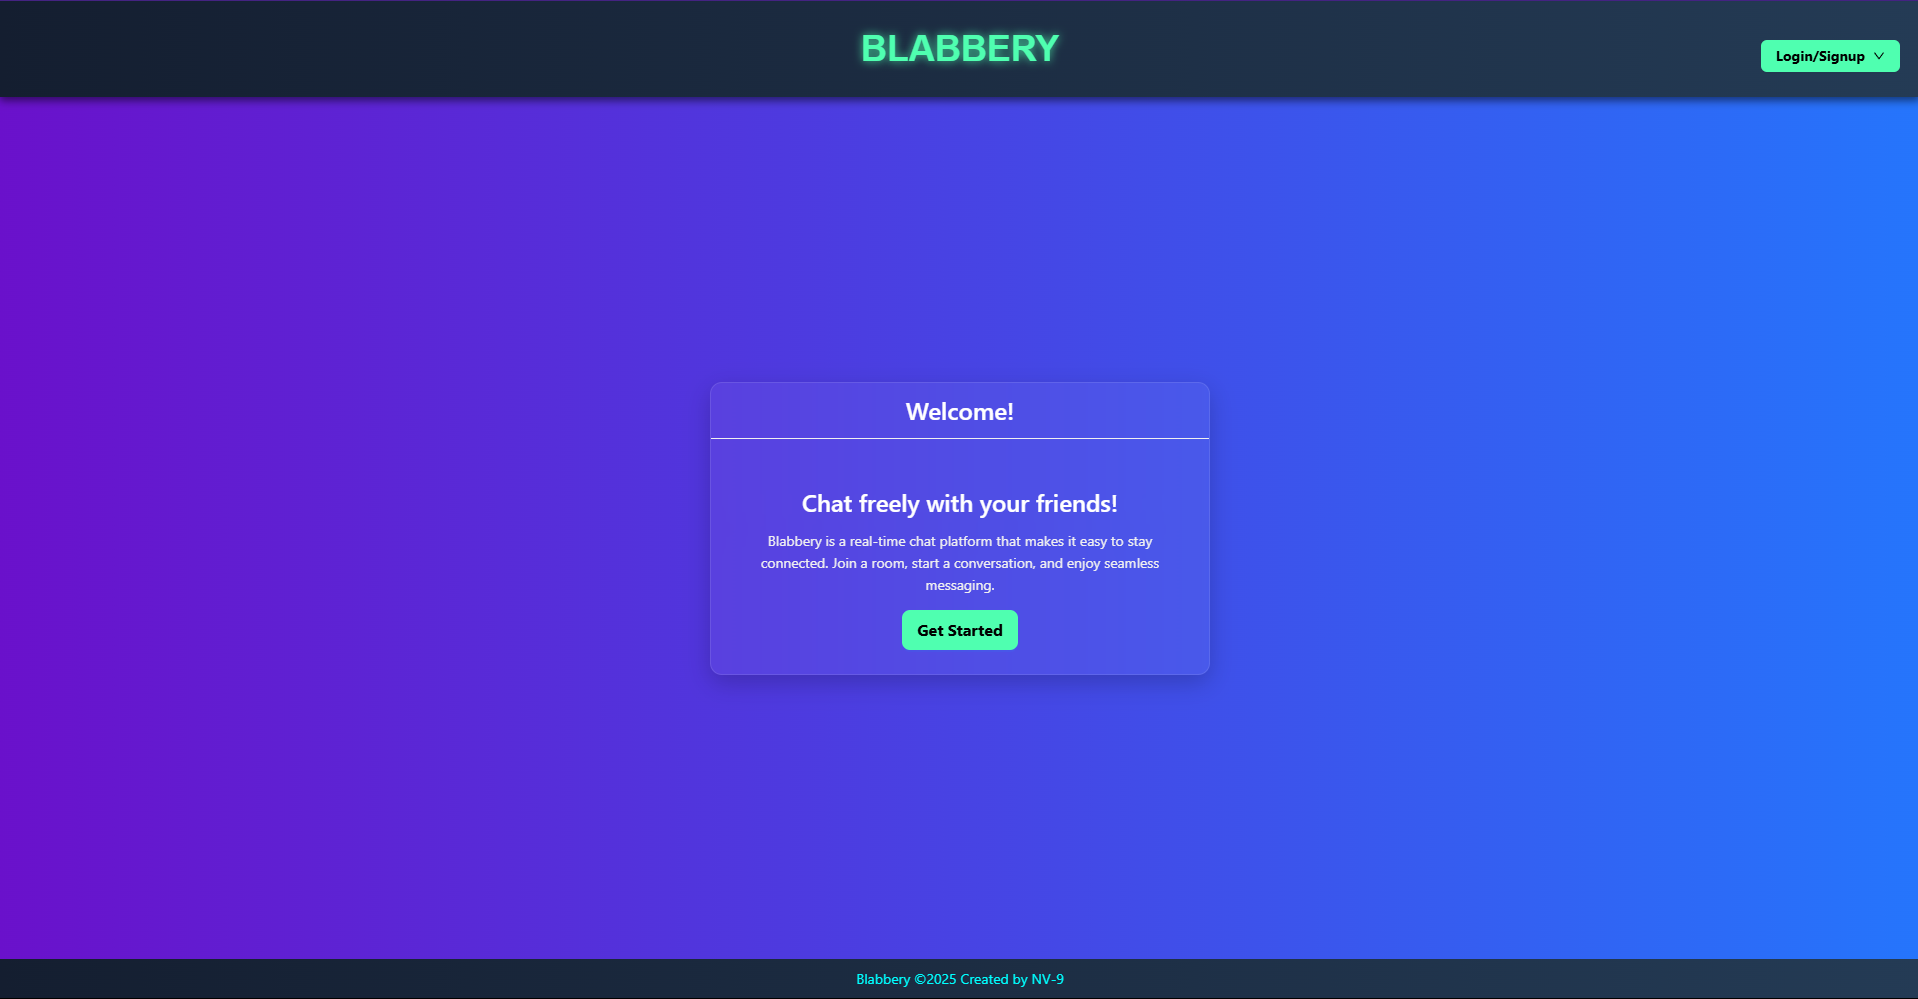 BLABBERY
Login/Signup
Welcome!
Chat freely with your friends!
Blabbery is a real-time chat platform that makes it easy to stay
connected. Join a room, start a conversation, and enjoy seamless
messaging.
Get Started
Blabbery ©2025 Created by NV-9